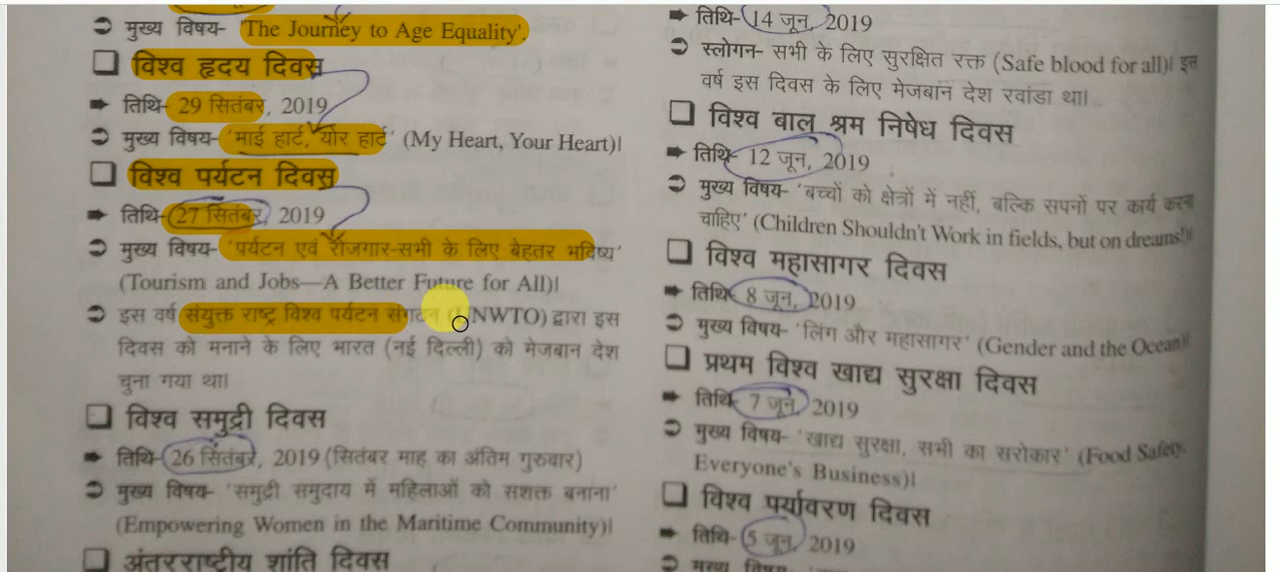 मुख्य विषय- 'The Journey to Age Equality'.
विश्व हृदय दिवस
तिथि- 29 सितंबर, 2019
मुख्य विषय- 'माई हार्ट, योर हार्ट' (My Heart, Your Heart)|
विश्व पर्यटन दिवस
तिथि- 27 सितंबर, 2019
मुख्य विषय- 'पर्यटन एवं रोजगार-सभी के लिए बेहतर भविष्य'
(Tourism and Jobs—A Better Future for All)|
इस वर्ष संयुक्त राष्ट्र विश्व पर्यटन संगठन (UNWTO) द्वारा इस
दिवस को मनाने के लिए भारत (नई दिल्ली) को मेजबान देश
चुना गया था।
विश्व समुद्री दिवस
तिथि- 26 सितंबर, 2019 (सितंबर माह का अंतिम गुरुवार)
मुख्य विषय- 'समुद्री समुदाय में महिलाओं को सशक्त बनाना'
(Empowering Women in the Maritime Community)|
अंतरराष्ट्रीय शांति दिवस
तिथि- 14 जून, 2019
स्लोगन- सभी के लिए सुरक्षित रक्त (Safe blood for all)| इस
वर्ष इस दिवस के लिए मेजबान देश रवांडा था।
विश्व बाल श्रम निषेध दिवस
तिथि- 12 जून, 2019
मुख्य विषय- 'बच्चों को क्षेत्रों में नहीं, बल्कि सपनों पर कार्य करना
चाहिए' (Children Shouldn't Work in fields, but on dreams!)|
विश्व महासागर दिवस
तिथि- 8 जून, 2019
मुख्य विषय- 'लिंग और महासागर' (Gender and the Ocean)|
प्रथम विश्व खाद्य सुरक्षा दिवस
तिथि- 7 जून, 2019
मुख्य विषय- 'खाद्य सुरक्षा, सभी का सरोकार' (Food Safety,
Everyone's Business)|
विश्व पर्यावरण दिवस
तिथि- 5 जून, 2019
मुख्य विषय-